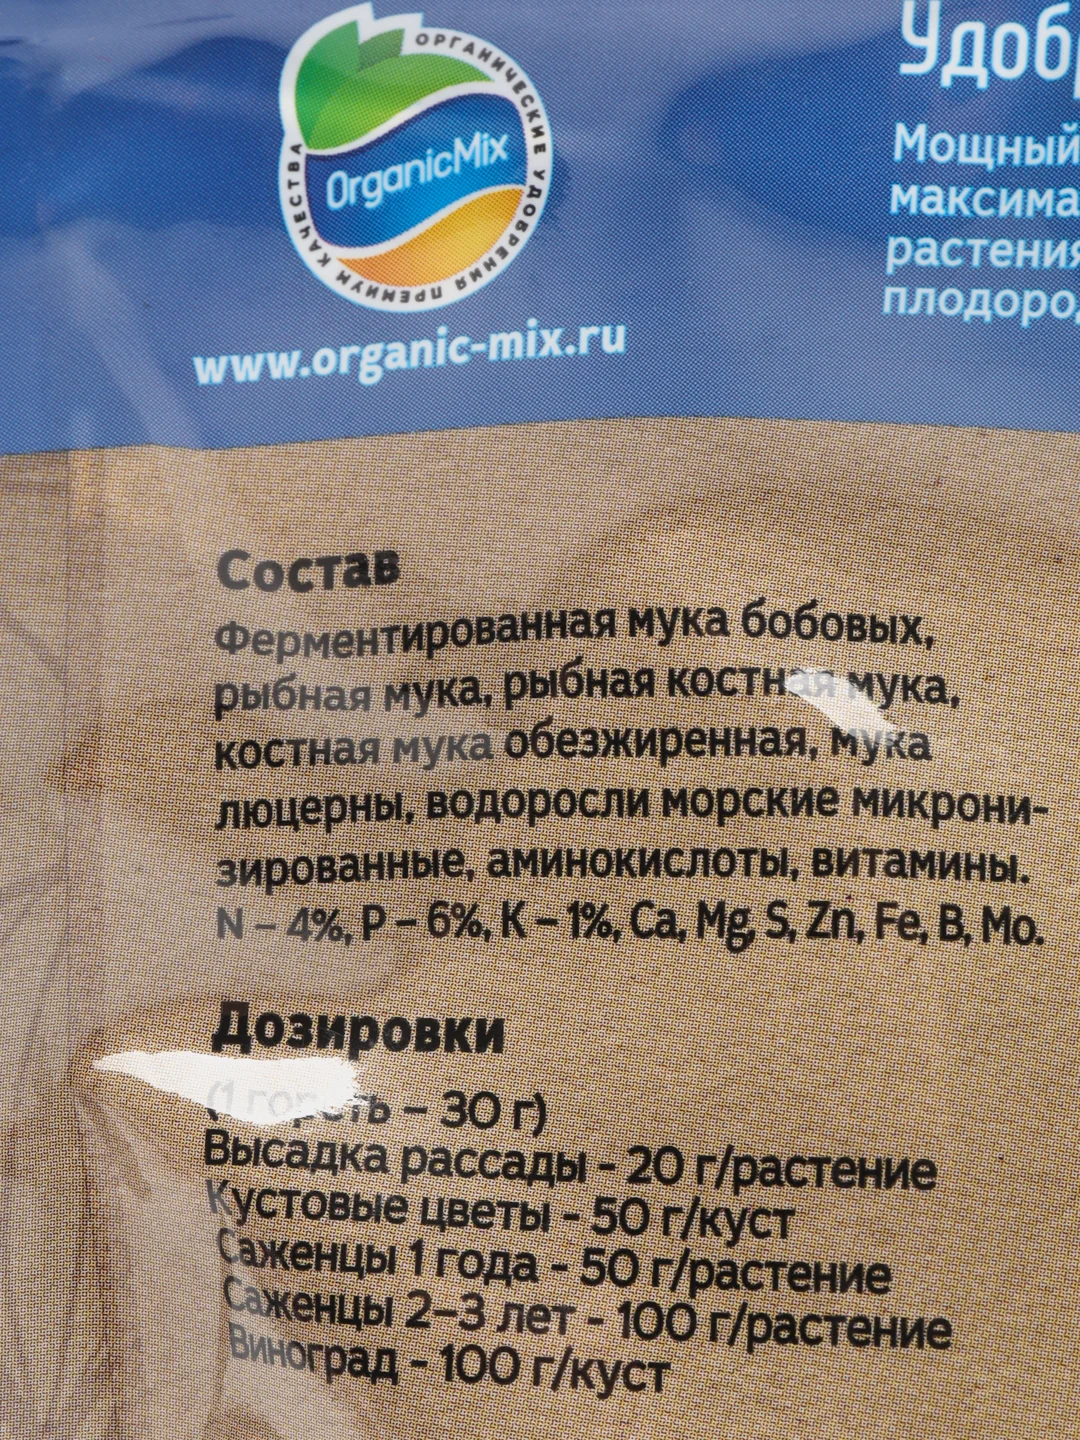 ОРГАНИЧЕСКИЕ УДОБРЕНИЯ ПРЕМИУМ КАЧЕСТВА
OrganicMix
www.organic-mix.ru
Удобр
Мощный
максима
растения
плодород
Состав
Ферментированная мука бобовых,
рыбная мука, рыбная костная мука,
костная мука обезжиренная, мука
люцерны, водоросли морские микрони-
зированные, аминокислоты, витамины.
N – 4%, P – 6%, K – 1%, Ca, Mg, S, Zn, Fe, B, Mo.
Дозировки
(1 горсть – 30 г)
Высадка рассады - 20 г/растение
Кустовые цветы - 50 г/куст
Саженцы 1 года - 50 г/растение
Саженцы 2–3 лет - 100 г/растение
Виноград - 100 г/куст